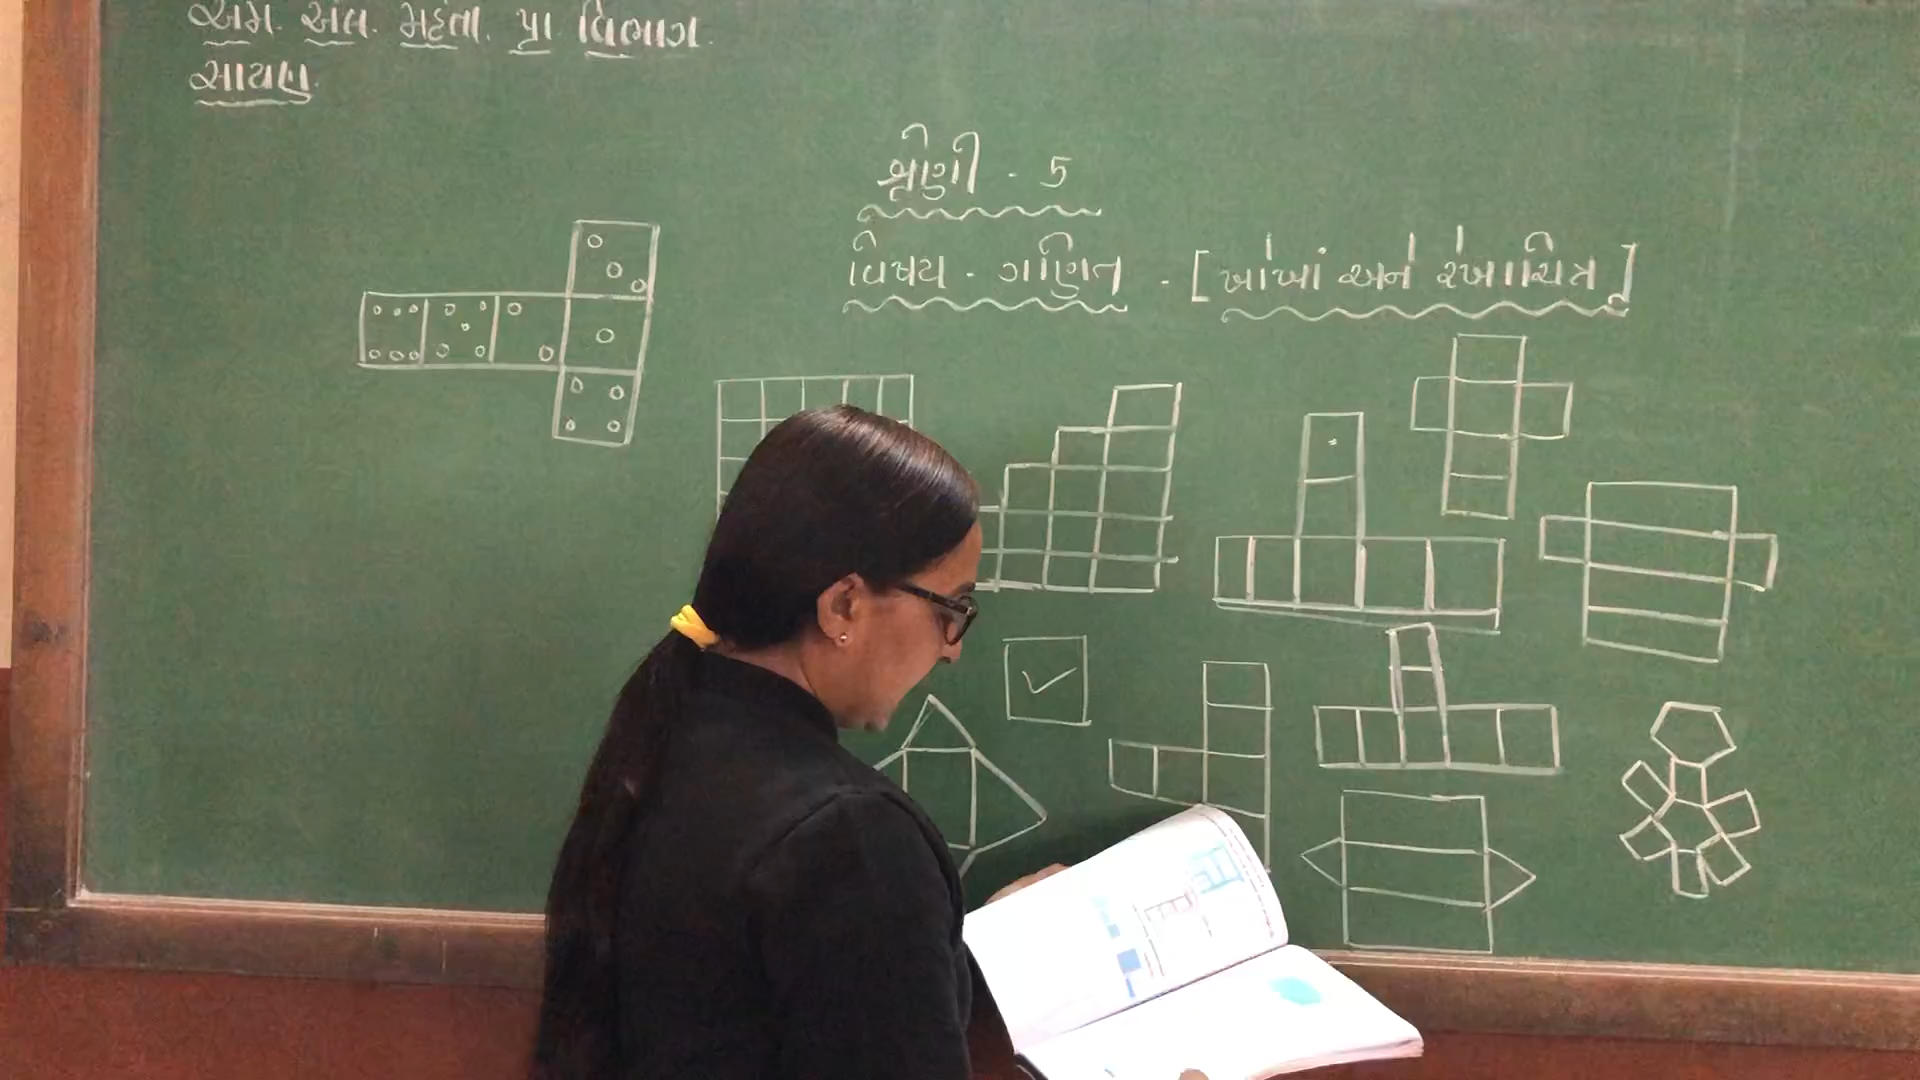 એમ. એલ. મહેતા. પ્રા. વિભાગ.
સાયણ.
શ્રેણી - 5
વિષય - ગણિત - [ ખોખાં અને રેખાચિત્ર ]